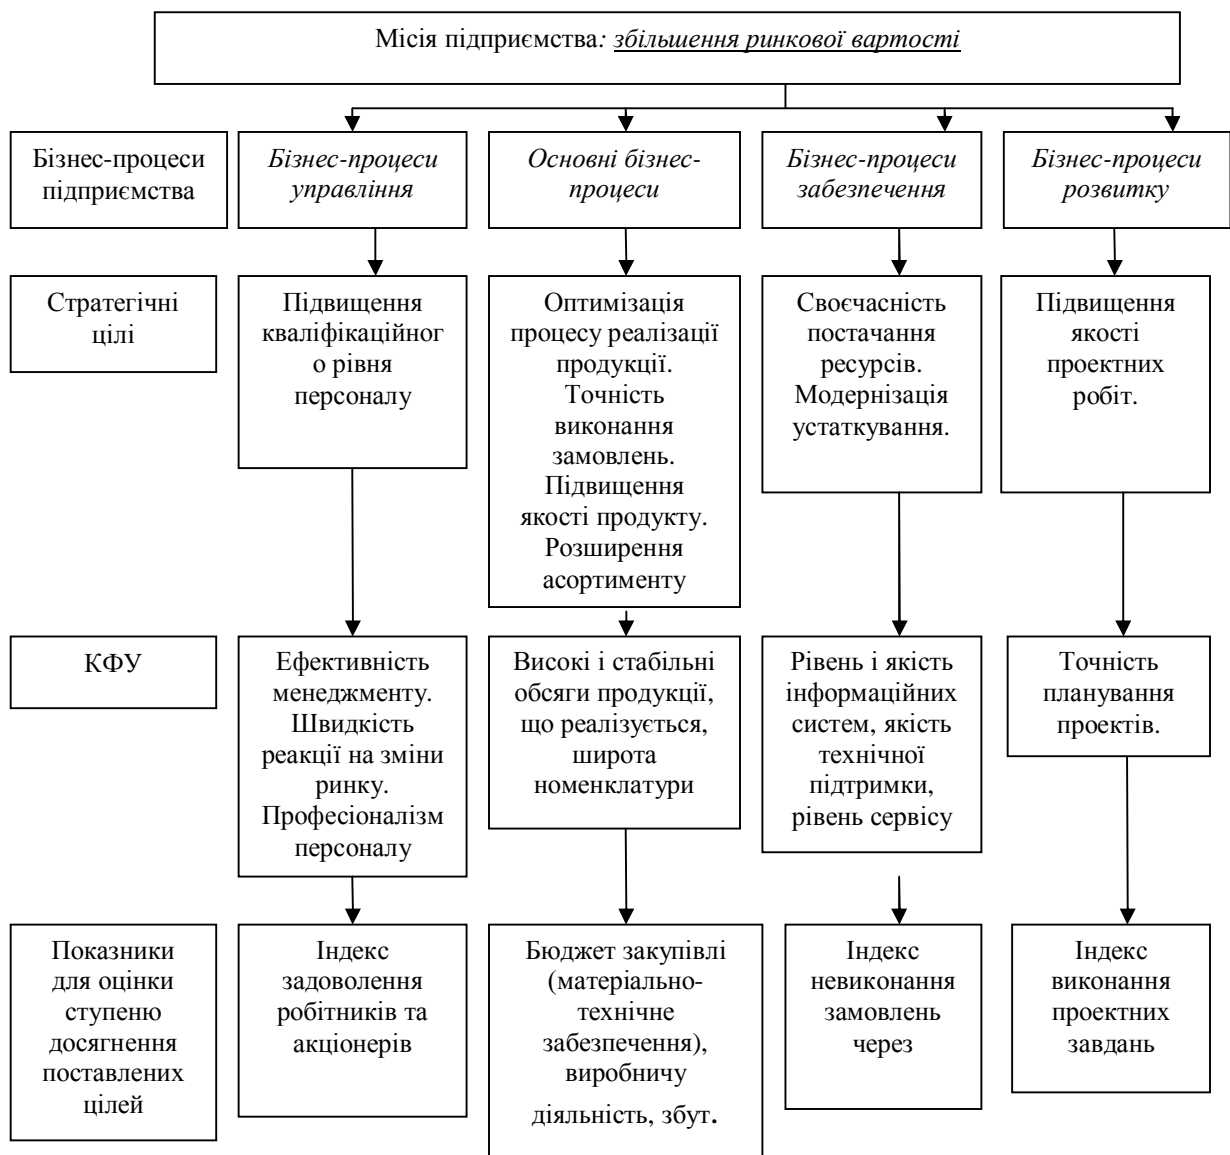 Місія підприємства: збільшення ринкової вартості
Бізнес-процеси
підприємства
Бізнес-процеси
управління
Основні бізнес-
процеси
Бізнес-процеси
забезпечення
Бізнес-процеси
розвитку
Стратегічні
цілі
Підвищення
кваліфікаційног
о рівня
персоналу
Оптимізація
процесу реалізації
продукції.
Точність
виконання
замовлень.
Підвищення
якості продукту.
Розширення
асортименту
Своєчасність
постачання
ресурсів.
Модернізація
устаткування.
Підвищення
якості
проектних
робіт.
КФУ
Ефективність
менеджменту.
Швидкість
реакції на зміни
ринку.
Професіоналізм
персоналу
Високі і стабільні
обсяги продукції,
що реалізується,
широта
номенклатури
Рівень і якість
інформаційних
систем, якість
технічної
підтримки,
рівень сервісу
Точність
планування
проектів.
Показники
для оцінки
ступеню
досягнення
поставлених
цілей
Індекс
задоволення
робітників та
акціонерів
Бюджет закупівлі
(матеріально-
технічне
забезпечення),
виробничу
діяльність, збут.
Індекс
невиконання
замовлень
через
Індекс
виконання
проектних
завдань